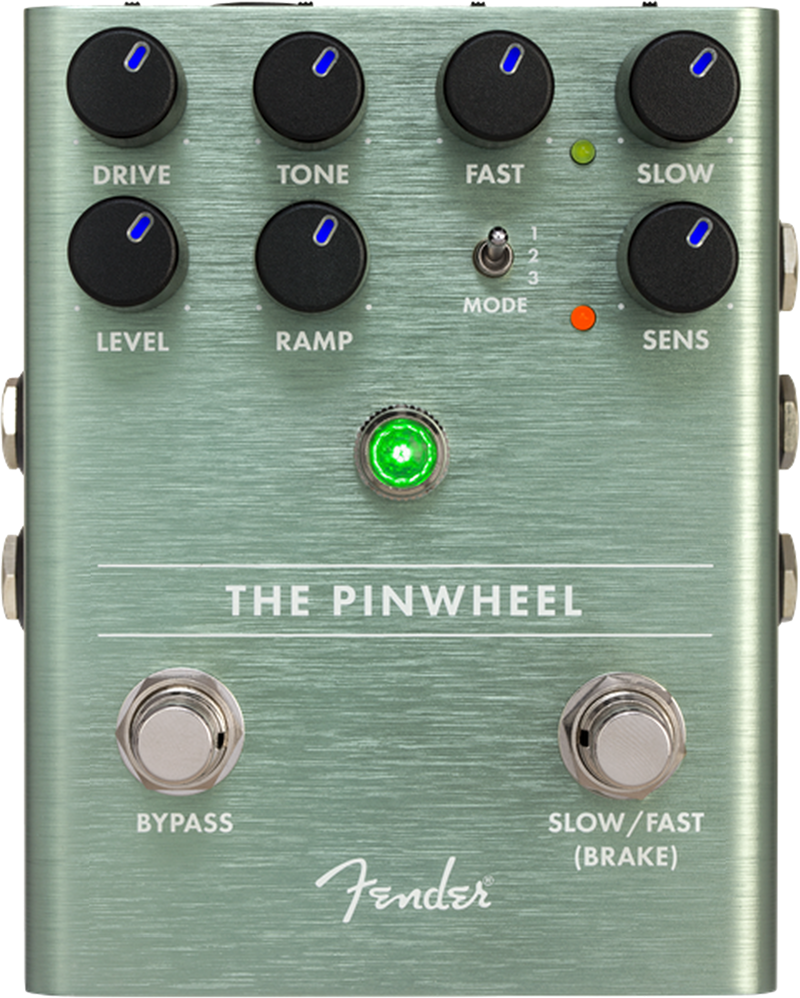 DRIVE TONE FAST SLOW
1
2
3
MODE
LEVEL RAMP SENS
THE PINWHEEL
BYPASS SLOW/FAST
(BRAKE)
Fender®